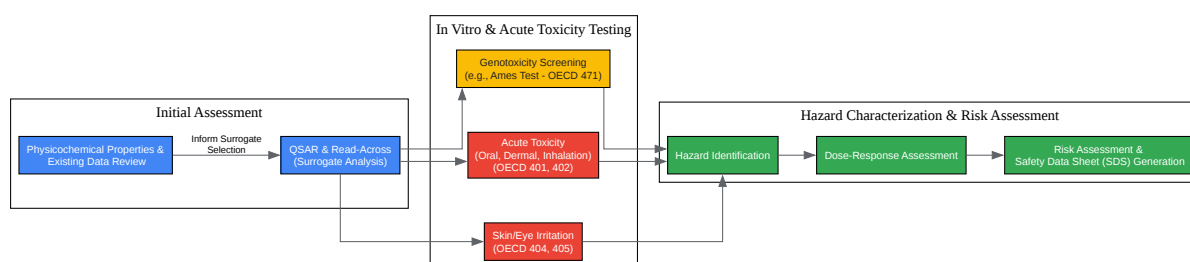 In Vitro & Acute Toxicity Testing
Genotoxicity Screening
(e.g., Ames Test - OECD 471)
Initial Assessment
Physicochemical Properties &
Existing Data Review
Inform Surrogate
Selection
QSAR & Read-Across
(Surrogate Analysis)
Acute Toxicity
(Oral, Dermal, Inhalation)
(OECD 401, 402)
Skin/Eye Irritation
(OECD 404, 405)
Hazard Characterization & Risk Assessment
Hazard Identification
Dose-Response Assessment
Risk Assessment &
Safety Data Sheet (SDS) Generation